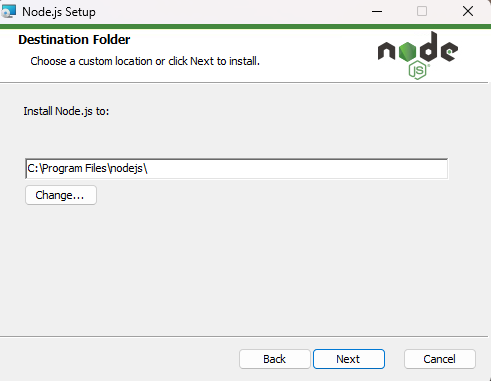 Node.js Setup
Destination Folder
Choose a custom location or click Next to install.
node
JS
Install Node.js to:
C:\Program Files\nodejs\
Change...
Back
Next
Cancel